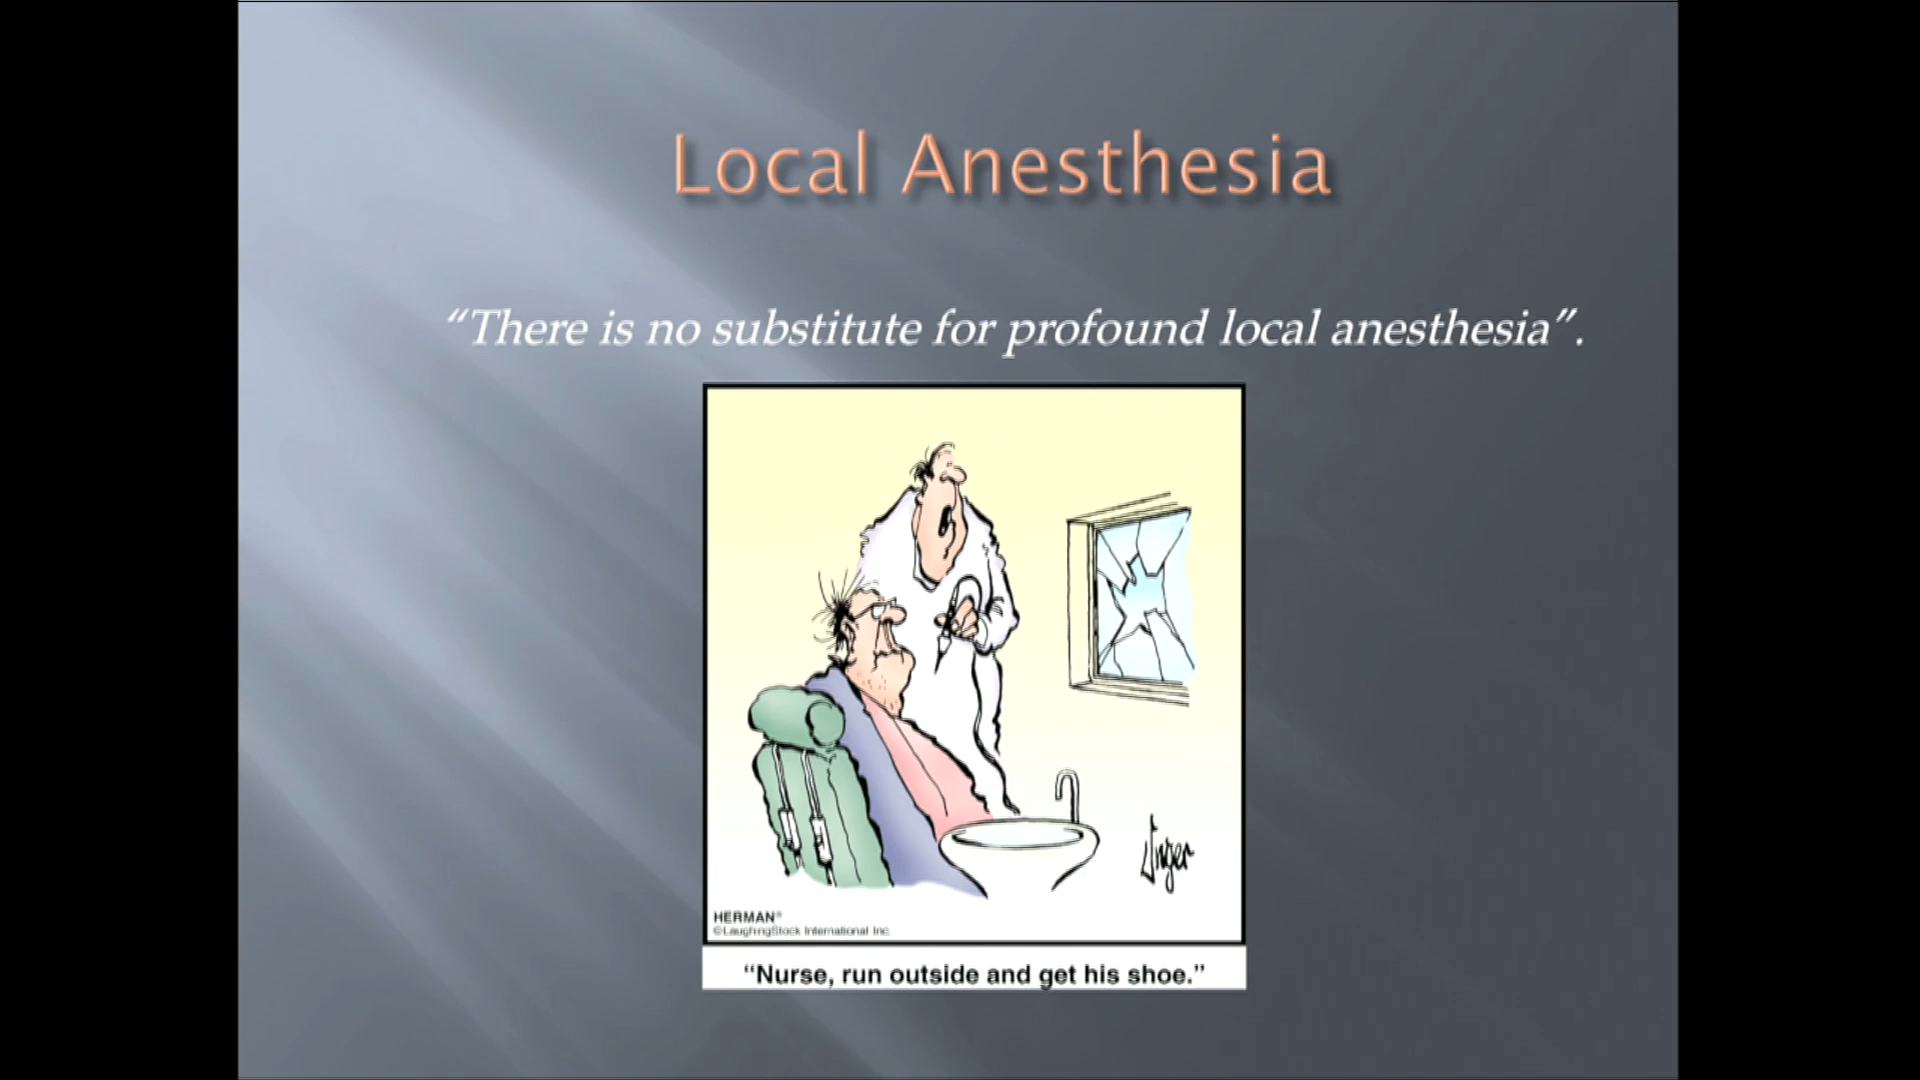 Local Anesthesia
“There is no substitute for profound local anesthesia”.
Unger
HERMAN®
©LaughingStock International Inc.
“Nurse, run outside and get his shoe.”